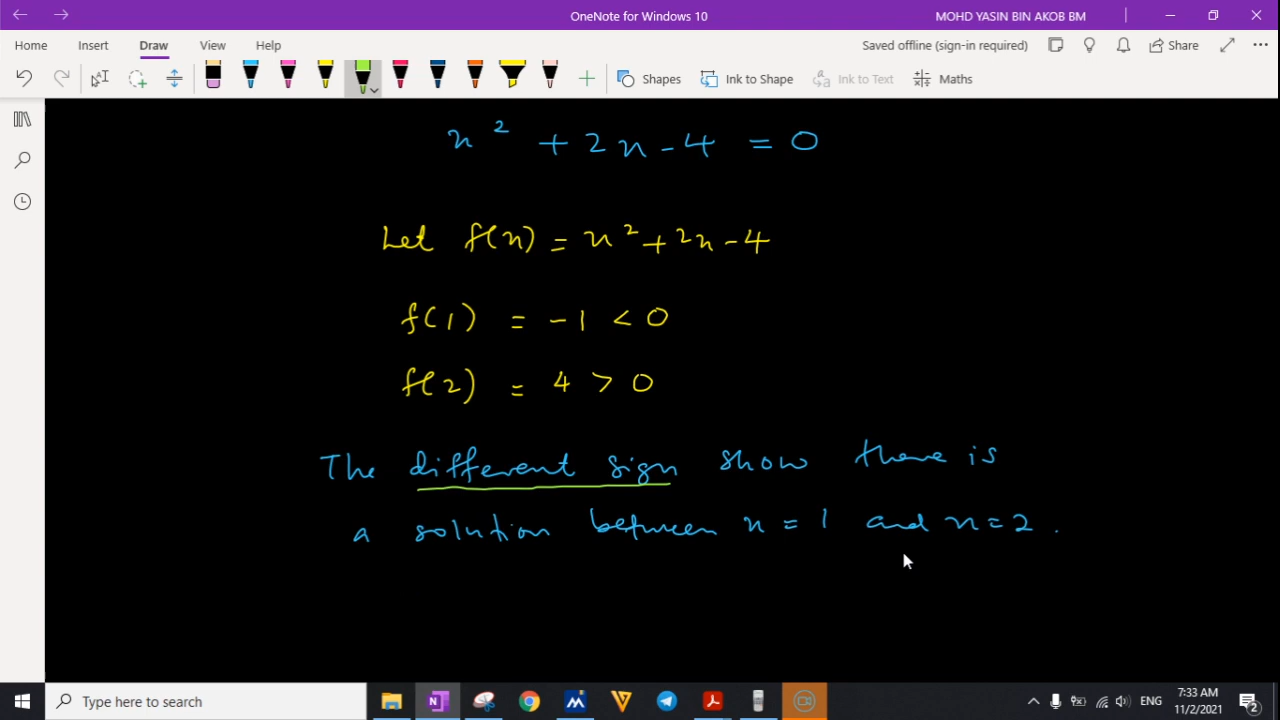 OneNote for Windows 10
MOHD YASIN BIN AKOB BM
Home Insert Draw View Help
Saved offline (sign-in required)
Share
Shapes
Ink to Shape
Ink to Text
Maths
x² + 2x - 4 = 0
Let f(x) = x² + 2x - 4
f(1) = -1 < 0
f(2) = 4 > 0
The different sign show there is
a solution between x = 1 and x = 2 .
Type here to search
ENG
7:33 AM
11/2/2021
2